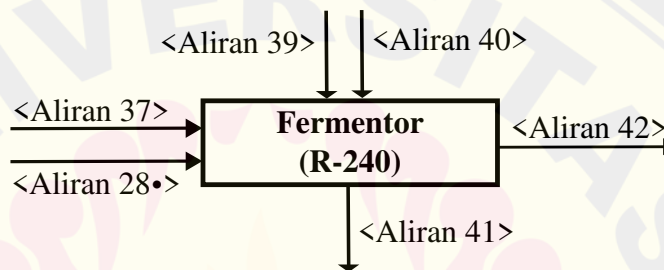 <Aliran 39> <Aliran 40>
<Aliran 37>
Fermentor
(R-240)
<Aliran 42>
<Aliran 28•>
<Aliran 41>